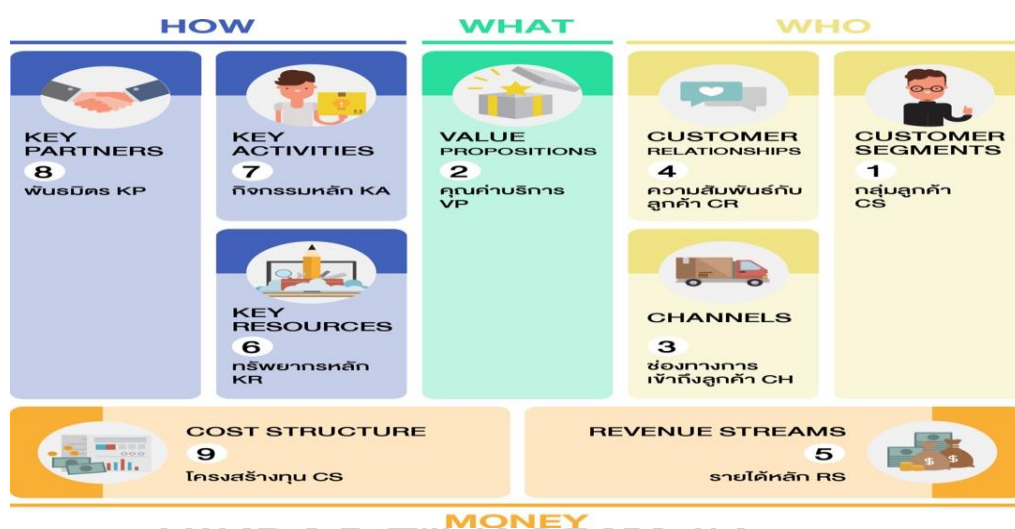 HOW
WHAT
WHO
KEY
PARTNERS
8
พันธมิตร KP
KEY
ACTIVITIES
7
กิจกรรมหลัก KA
KEY
RESOURCES
6
ทรัพยากรหลัก
KR
VALUE
PROPOSITIONS
2
คุณค่าบริการ
VP
CUSTOMER
RELATIONSHIPS
4
ความสัมพันธ์กับ
ลูกค้า CR
CHANNELS
3
ช่องทางการ
เข้าถึงลูกค้า CH
CUSTOMER
SEGMENTS
1
กลุ่มลูกค้า
CS
COST STRUCTURE
9
โครงสร้างทุน CS
REVENUE STREAMS
5
รายได้หลัก RS
MONEY